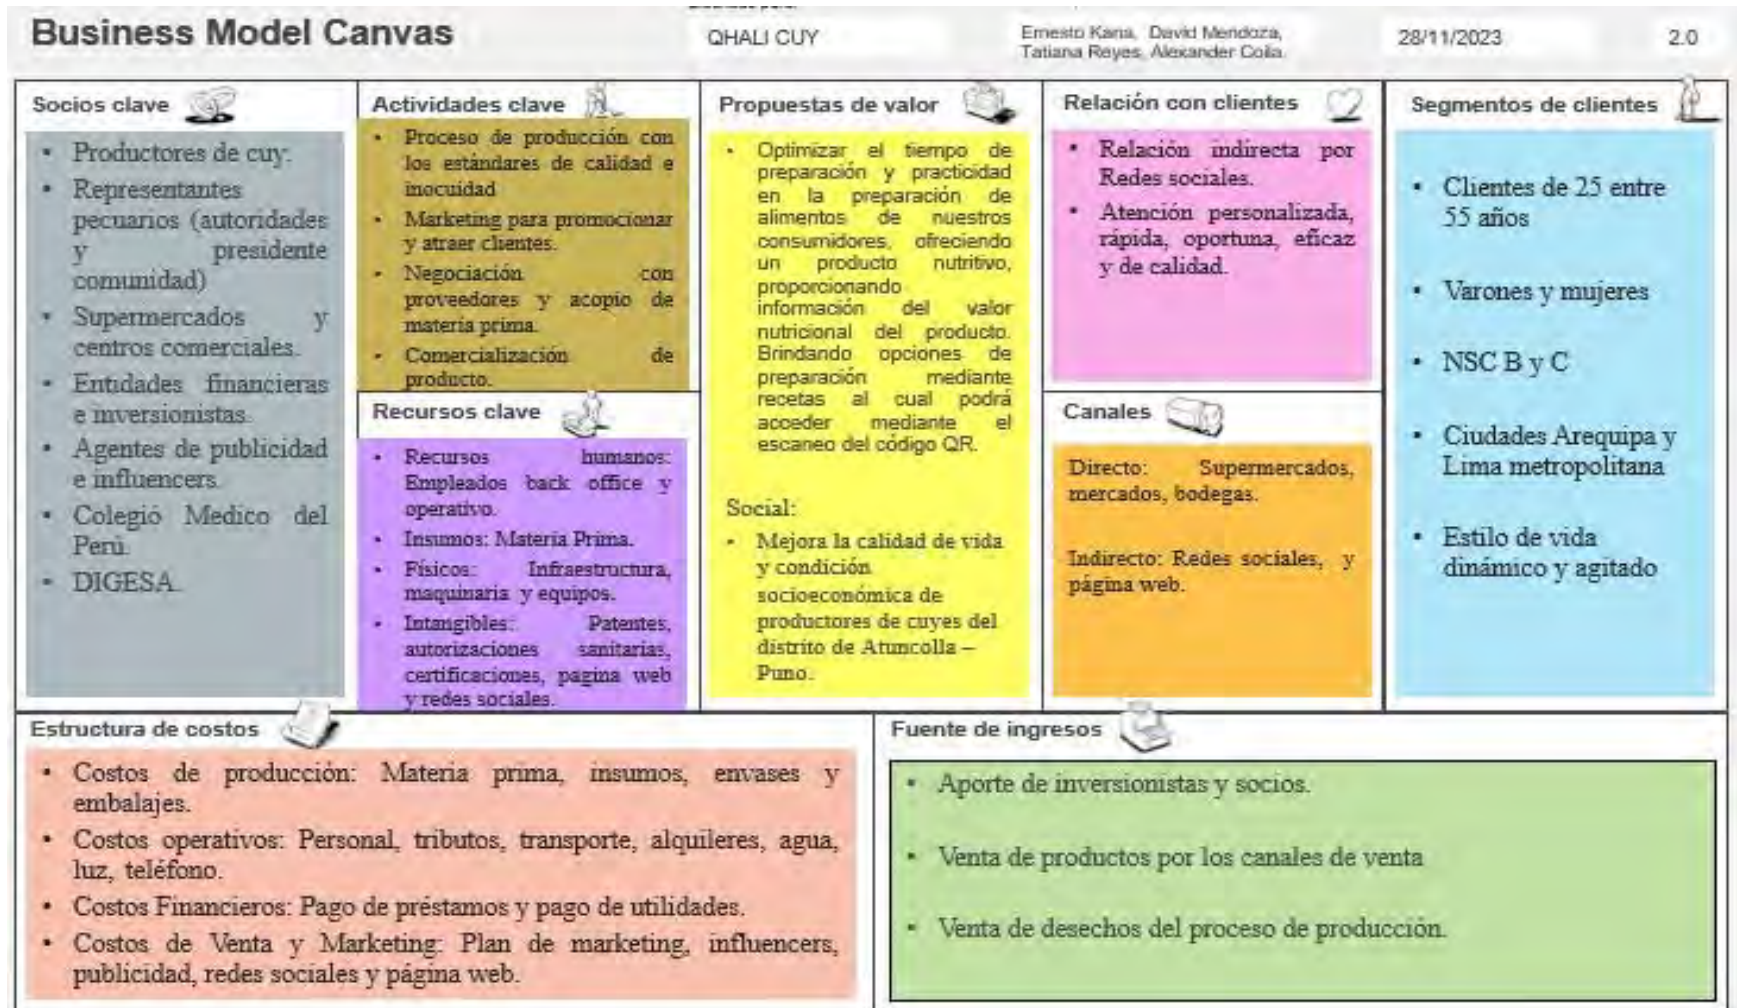 Business Model Canvas
QHALI CUY
Ernesto Kana, David Mendoza,
Tatiana Reyes, Alexander Coila.
28/11/2023
2.0
Socios clave
• Productores de cuy.
• Representantes
pecuarios (autoridades
y presidente
comunidad)
• Supermercados y
centros comerciales.
• Entidades financieras
e inversionistas.
• Agentes de publicidad
e influencers.
• Colegió Medico del
Perú.
• DIGESA.
Actividades clave
• Proceso de producción con
los estándares de calidad e
inocuidad
• Marketing para promocionar
y atraer clientes.
• Negociación con
proveedores y acopio de
materia prima.
• Comercialización de
producto.
Recursos clave
• Recursos humanos:
Empleados back office y
operativo.
• Insumos: Materia Prima.
• Físicos: Infraestructura,
maquinaria y equipos.
• Intangibles: Patentes,
autorizaciones sanitarias,
certificaciones, pagina web
y redes sociales.
Propuestas de valor
• Optimizar el tiempo de
preparación y practicidad
en la preparación de
alimentos de nuestros
consumidores, ofreciendo
un producto nutritivo,
proporcionando
información del valor
nutricional del producto.
Brindando opciones de
preparación mediante
recetas al cual podrá
acceder mediante el
escaneo del código QR.
Social:
• Mejora la calidad de vida
y condición
socioeconómica de
productores de cuyes del
distrito de Atuncolla –
Puno.
Relación con clientes
• Relación indirecta por
Redes sociales.
• Atención personalizada,
rápida, oportuna, eficaz
y de calidad.
Canales
Directo: Supermercados,
mercados, bodegas.
Indirecto: Redes sociales, y
página web.
Segmentos de clientes
• Clientes de 25 entre
55 años
• Varones y mujeres
• NSC B y C
• Ciudades Arequipa y
Lima metropolitana
• Estilo de vida
dinámico y agitado
Estructura de costos
• Costos de producción: Materia prima, insumos, envases y
embalajes.
• Costos operativos: Personal, tributos, transporte, alquileres, agua,
luz, teléfono.
• Costos Financieros: Pago de préstamos y pago de utilidades.
• Costos de Venta y Marketing: Plan de marketing, influencers,
publicidad, redes sociales y página web.
Fuente de ingresos
• Aporte de inversionistas y socios.
• Venta de productos por los canales de venta
• Venta de desechos del proceso de producción.